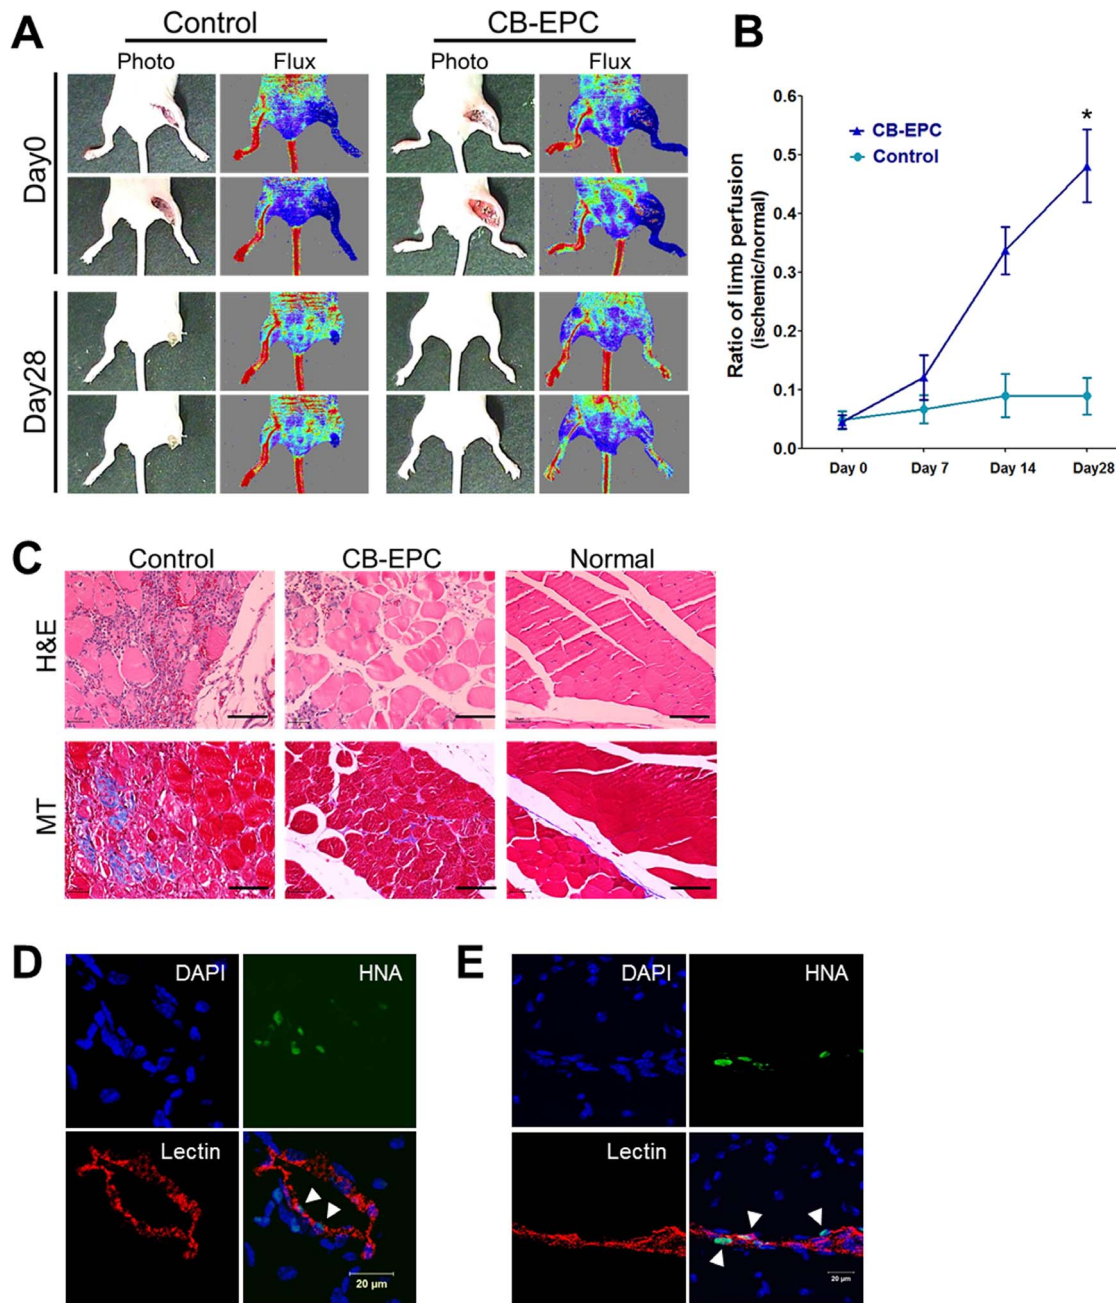 A
Control
CB-EPC
Photo
Flux
Photo
Flux
Day0
Day28
B
Ratio of limb perfusion
(ischemic/normal)
0.6
0.5
0.4
0.3
0.2
0.1
0.0
CB-EPC
Control
*
Day 0
Day 7
Day 14
Day28
C
Control
CB-EPC
Normal
H&E
MT
D
DAPI
HNA
Lectin
20 µm
E
DAPI
HNA
Lectin
20 µm